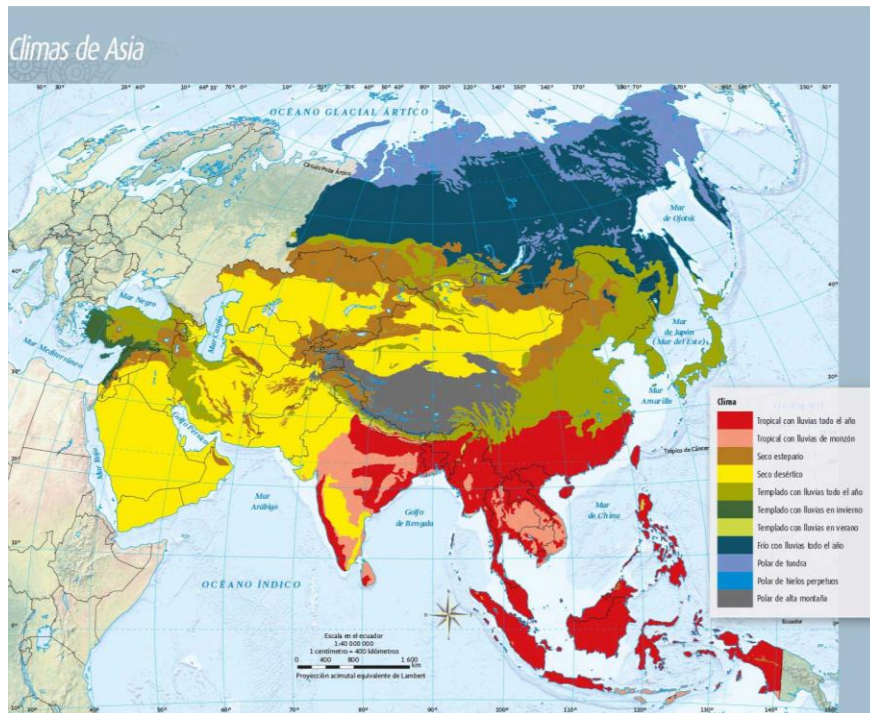 Climas de Asia
OCÉANO GLACIAL ÁRTICO
Círculo Polar Ártico
Mar
de Ojotsk
Mar Negro
Mar Caspio
Mar Mediterráneo
Mar
de Japón
(Mar del Este)
Mar
Amarillo
Golfo Pérsico
Mar Rojo
Mar
Arábigo
Golfo
de Bengala
Mar
de China
Trópico de Cáncer
OCÉANO
OCÉANO ÍNDICO
Ecuador
Clima
Tropical con lluvias todo el año
Tropical con lluvias de monzón
Seco estepario
Seco desértico
Templado con lluvias todo el año
Templado con lluvias en invierno
Templado con lluvias en verano
Frío con lluvias todo el año
Polar de tundra
Polar de hielos perpetuos
Polar de alta montaña
Escala en el ecuador
1:40 000 000
1 centímetro = 400 kilómetros
0 400 800 1 600
km
Proyección acimutal equivalente de Lambert